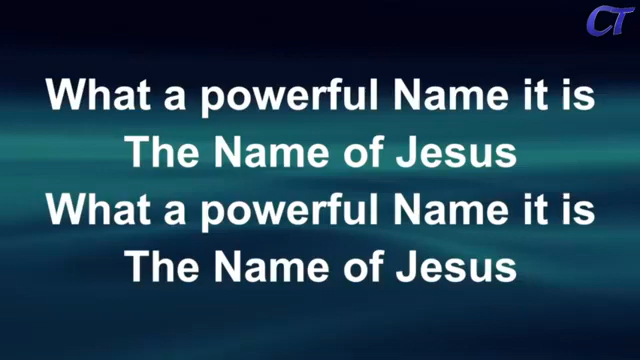 CT
What a powerful Name it is
The Name of Jesus
What a powerful Name it is
The Name of Jesus